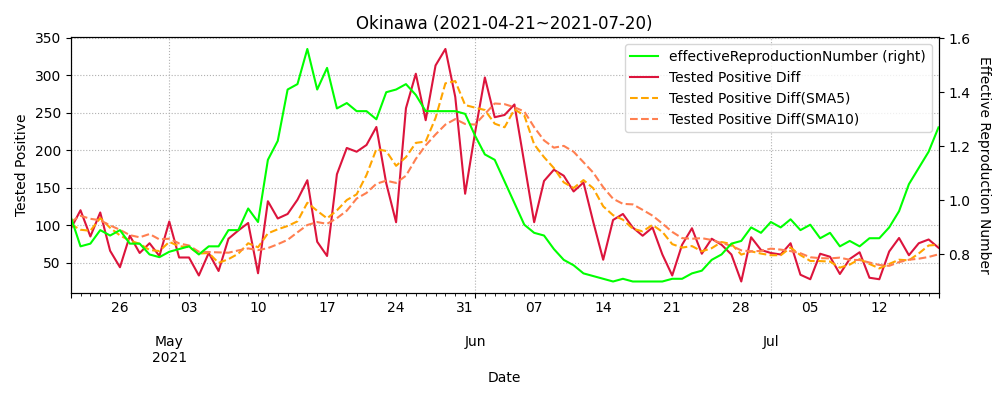 Okinawa (2021-04-21~2021-07-20)
effectiveReproductionNumber (right)
Tested Positive Diff
Tested Positive Diff(SMA5)
Tested Positive Diff(SMA10)
Tested Positive
350
300
250
200
150
100
50
1.6
1.4
1.2
1.0
0.8
Effective Reproduction Number
26 03 10 17 24 31 07 14 21 28 05 12
May Jun Jul
2021
Date